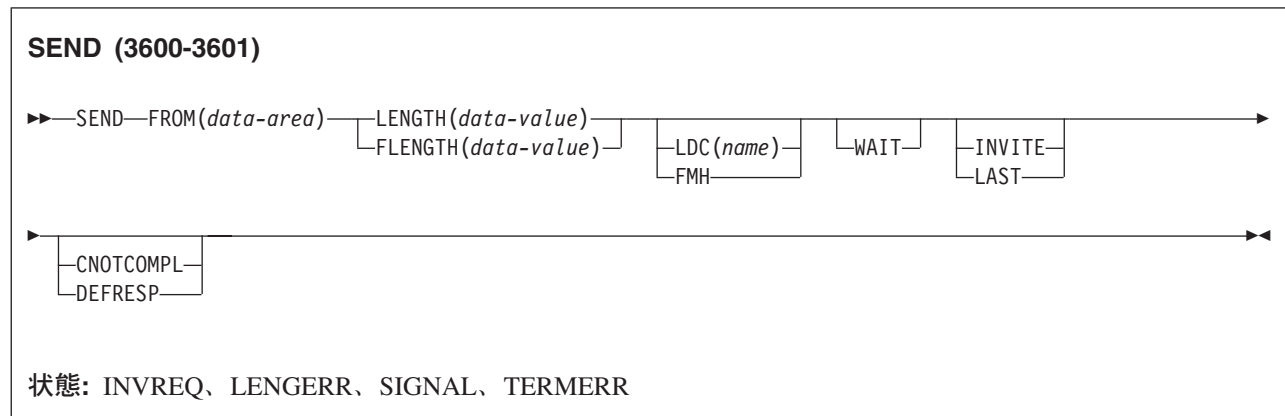 SEND (3600-3601)
SEND FROM(data-area) LENGTH(data-value)
FLENGTH(data-value) LDC(name) WAIT INVITE
FMH LAST
CNOTCOMPL
DEFRESP
状態: INVREQ、LENGERR、SIGNAL、TERMERR